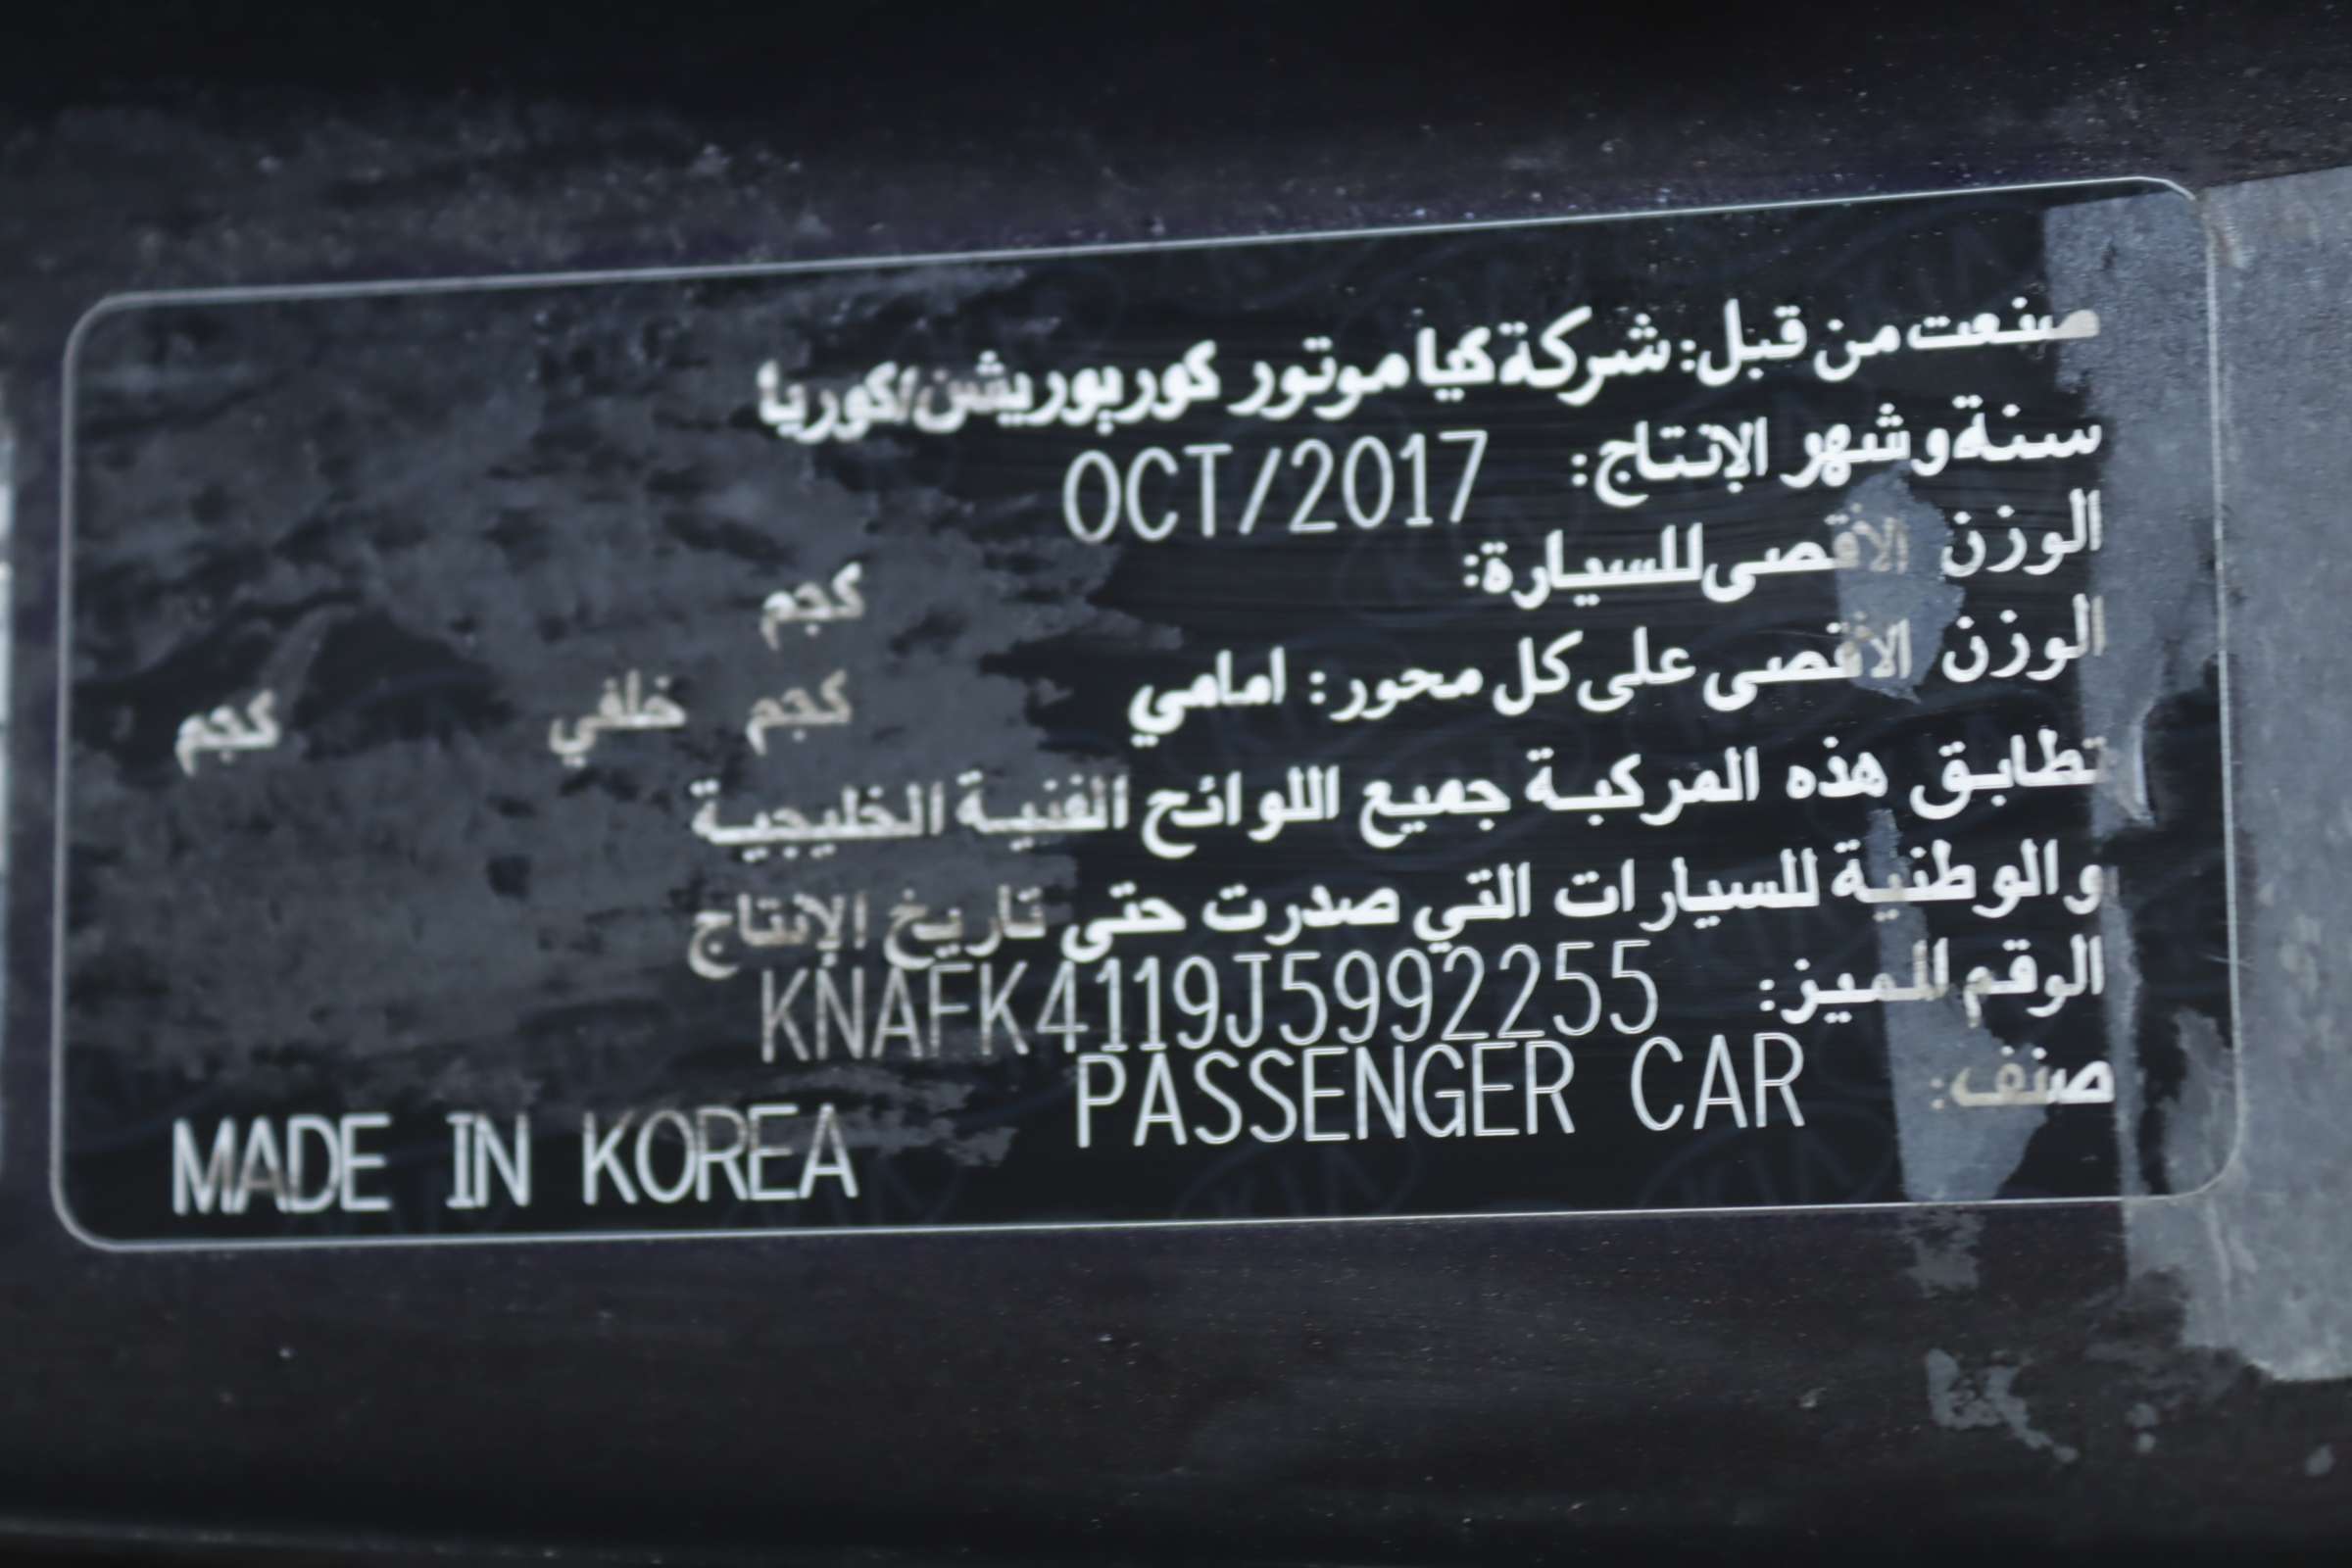 صنعت من قبل: شركة كيا موتور كوربوريشن/كوريا
سنة وشهر الإنتاج: OCT/2017
الوزن الأقصى للسيارة: كجم
الوزن الأقصى على كل محور: امامي كجم خلفي كجم
تطابق هذه المركبة جميع اللوائح الفنية الخليجية
والوطنية للسيارات التي صدرت حتى تاريخ الإنتاج
الرقم المميز: KNAFK4119J5992255
صنف: PASSENGER CAR
MADE IN KOREA